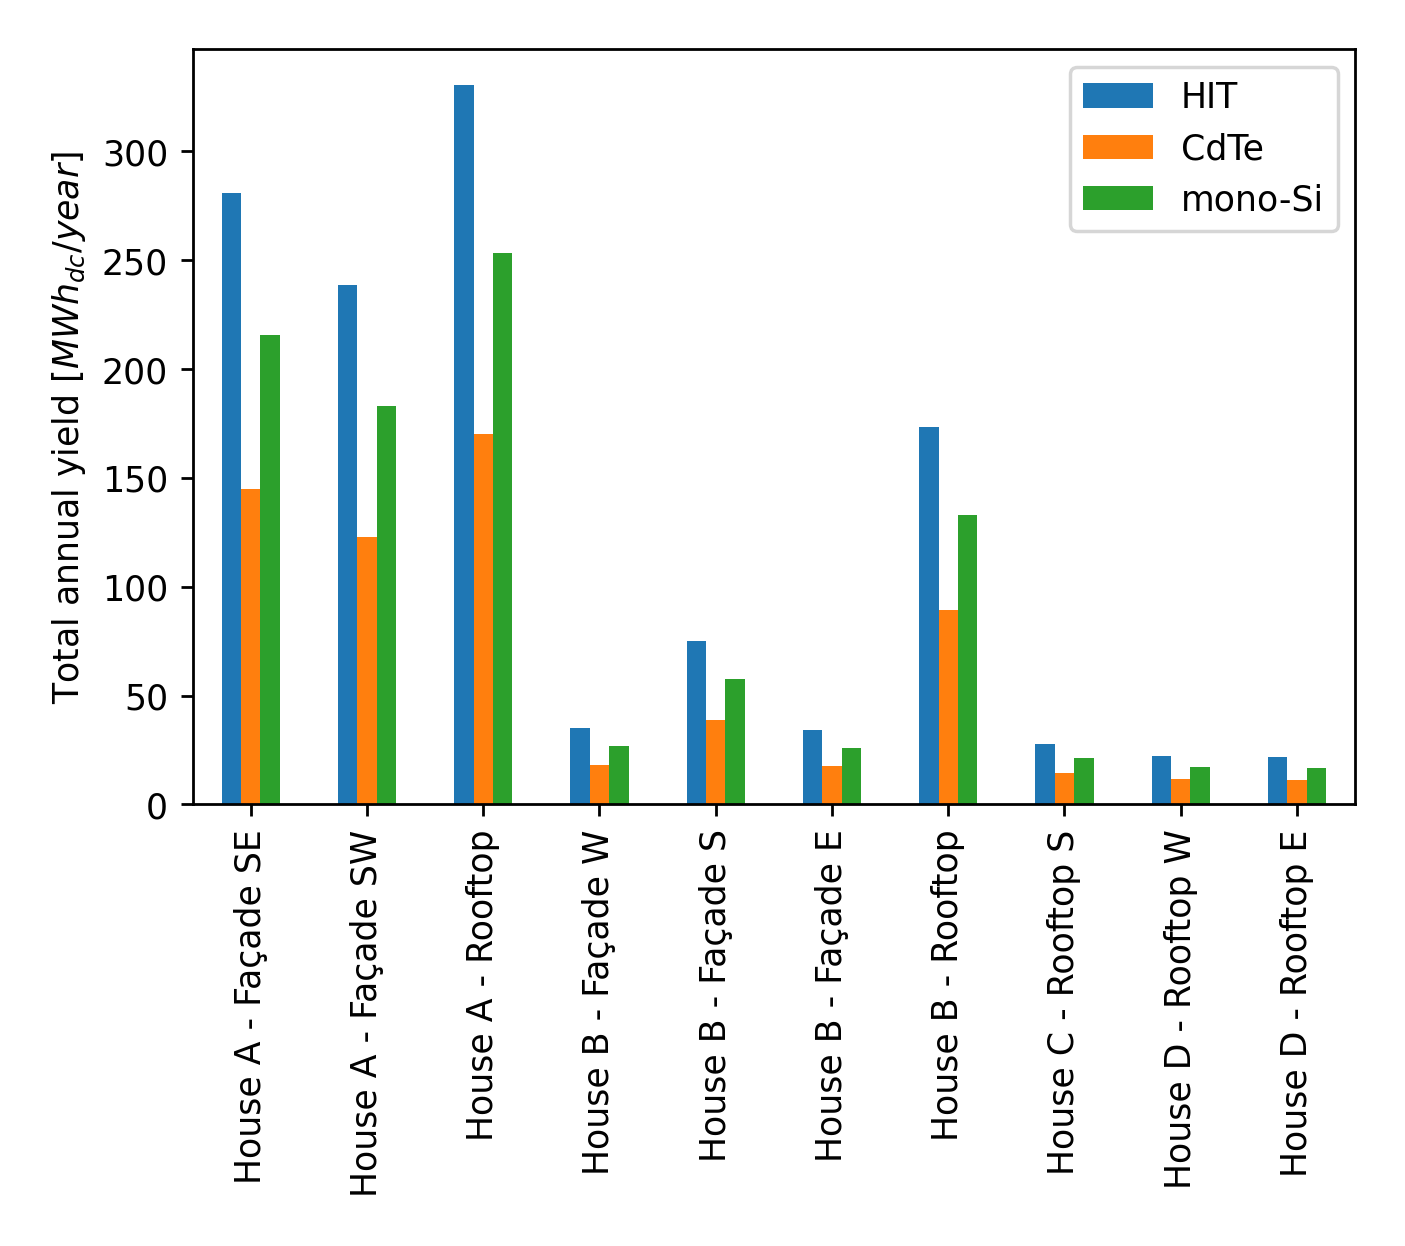 Total annual yield [MWh_dc/year]
300
250
200
150
100
50
0
HIT
CdTe
mono-Si
House A - Façade SE
House A - Façade SW
House A - Rooftop
House B - Façade W
House B - Façade S
House B - Façade E
House B - Rooftop
House C - Rooftop S
House D - Rooftop W
House D - Rooftop E